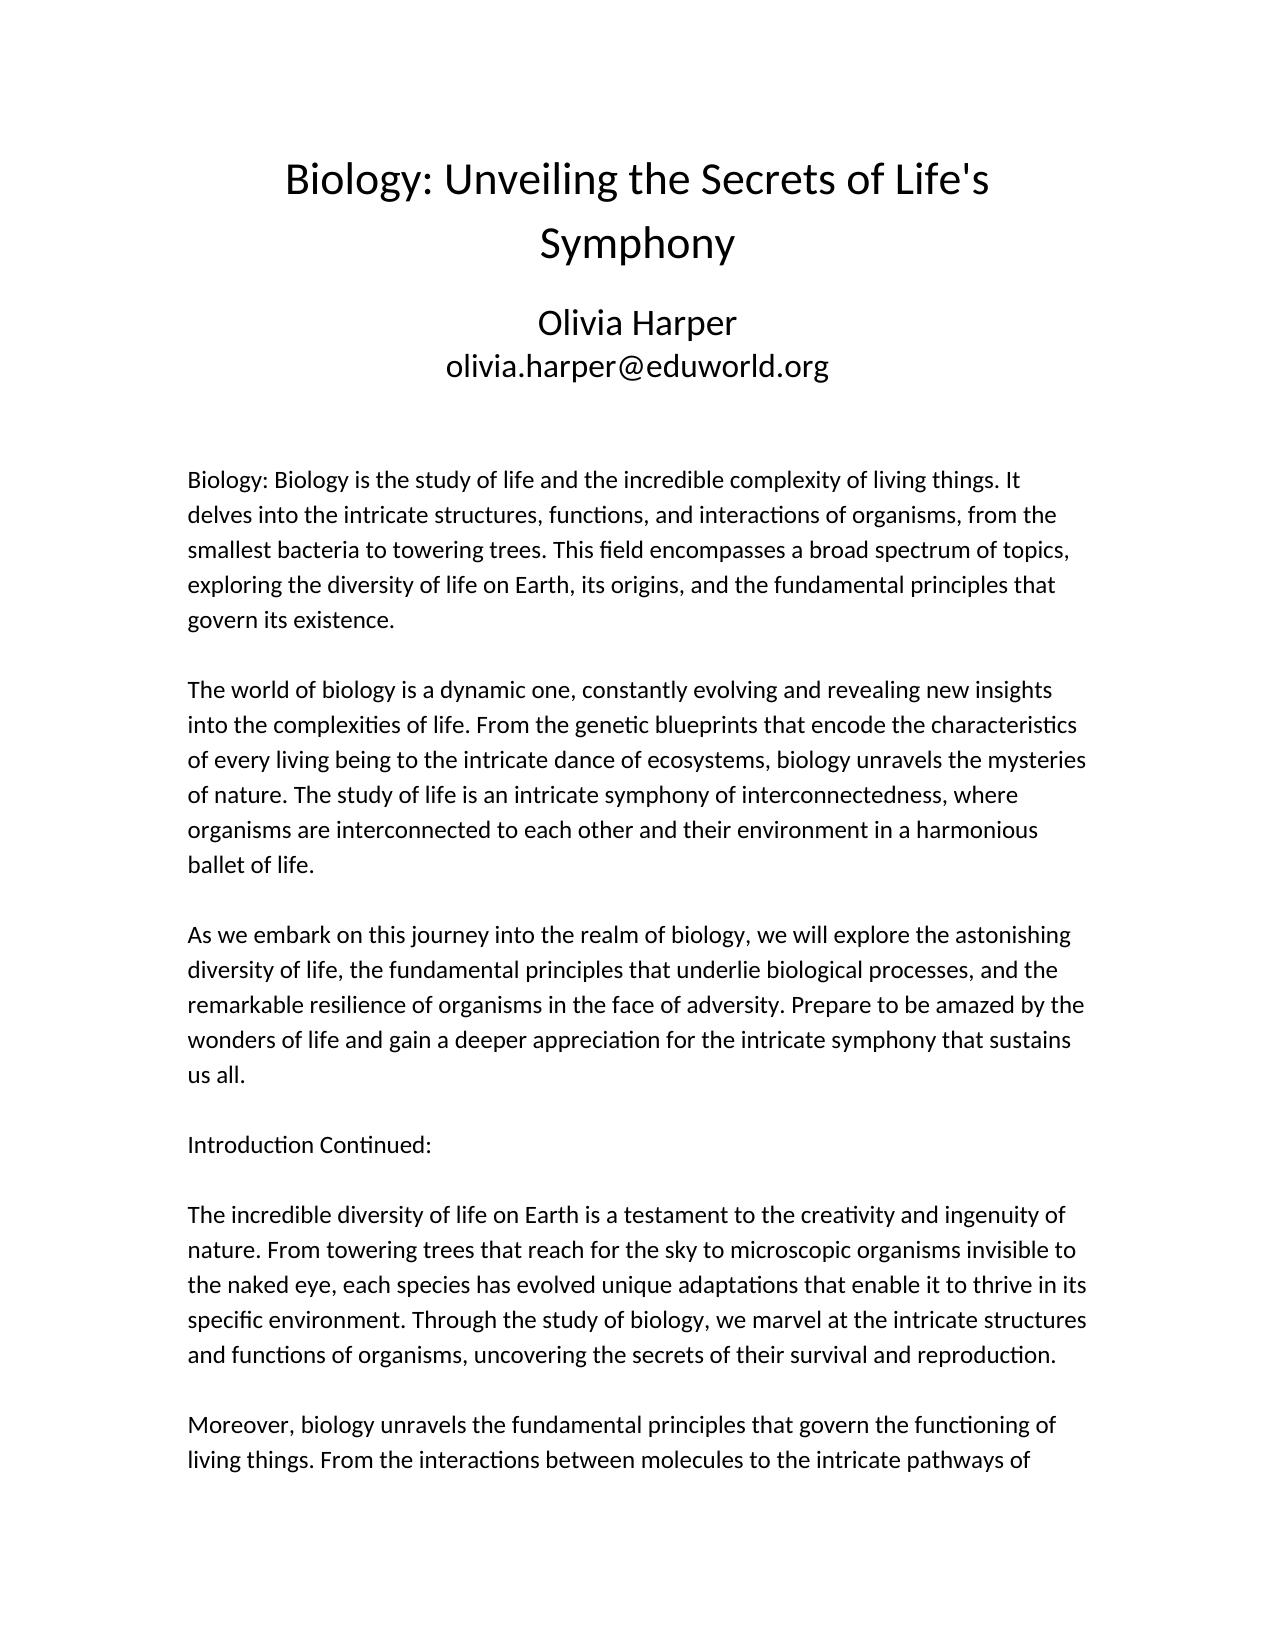 Biology: Unveiling the Secrets of Life's
Symphony
Olivia Harper
olivia.harper@eduworld.org
Biology: Biology is the study of life and the incredible complexity of living things. It
delves into the intricate structures, functions, and interactions of organisms, from the
smallest bacteria to towering trees. This field encompasses a broad spectrum of topics,
exploring the diversity of life on Earth, its origins, and the fundamental principles that
govern its existence.
The world of biology is a dynamic one, constantly evolving and revealing new insights
into the complexities of life. From the genetic blueprints that encode the characteristics
of every living being to the intricate dance of ecosystems, biology unravels the mysteries
of nature. The study of life is an intricate symphony of interconnectedness, where
organisms are interconnected to each other and their environment in a harmonious
ballet of life.
As we embark on this journey into the realm of biology, we will explore the astonishing
diversity of life, the fundamental principles that underlie biological processes, and the
remarkable resilience of organisms in the face of adversity. Prepare to be amazed by the
wonders of life and gain a deeper appreciation for the intricate symphony that sustains
us all.
Introduction Continued:
The incredible diversity of life on Earth is a testament to the creativity and ingenuity of
nature. From towering trees that reach for the sky to microscopic organisms invisible to
the naked eye, each species has evolved unique adaptations that enable it to thrive in its
specific environment. Through the study of biology, we marvel at the intricate structures
and functions of organisms, uncovering the secrets of their survival and reproduction.
Moreover, biology unravels the fundamental principles that govern the functioning of
living things. From the interactions between molecules to the intricate pathways of